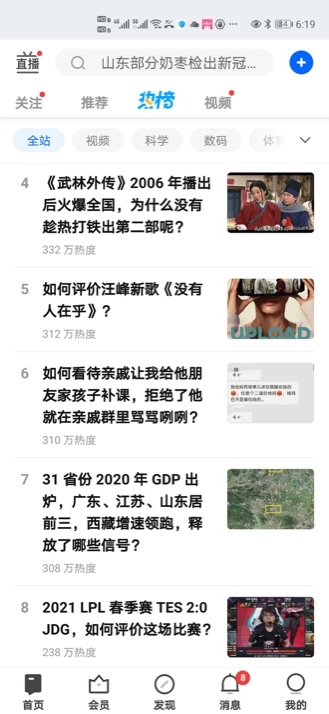 6:19
84
直播
山东部分奶枣检出新冠...
关注
推荐
热榜
视频
全站
视频
科学
数码
4
《武林外传》2006 年播出
后火爆全国，为什么没有
趁热打铁出第二部呢？
332 万热度
5
如何评价汪峰新歌《没有
人在乎》？
312 万热度
UPLOAD
6
如何看待亲戚让我给他朋
友家孩子补课，拒绝了他
就在亲戚群里骂骂咧咧？
310 万热度
7
31 省份 2020 年 GDP 出
炉，广东、江苏、山东居
前三，西藏增速领跑，释
放了哪些信号？
308 万热度
8
2021 LPL 春季赛 TES 2:0
JDG，如何评价这场比赛？
238 万热度
首页
会员
发现
8
消息
我的